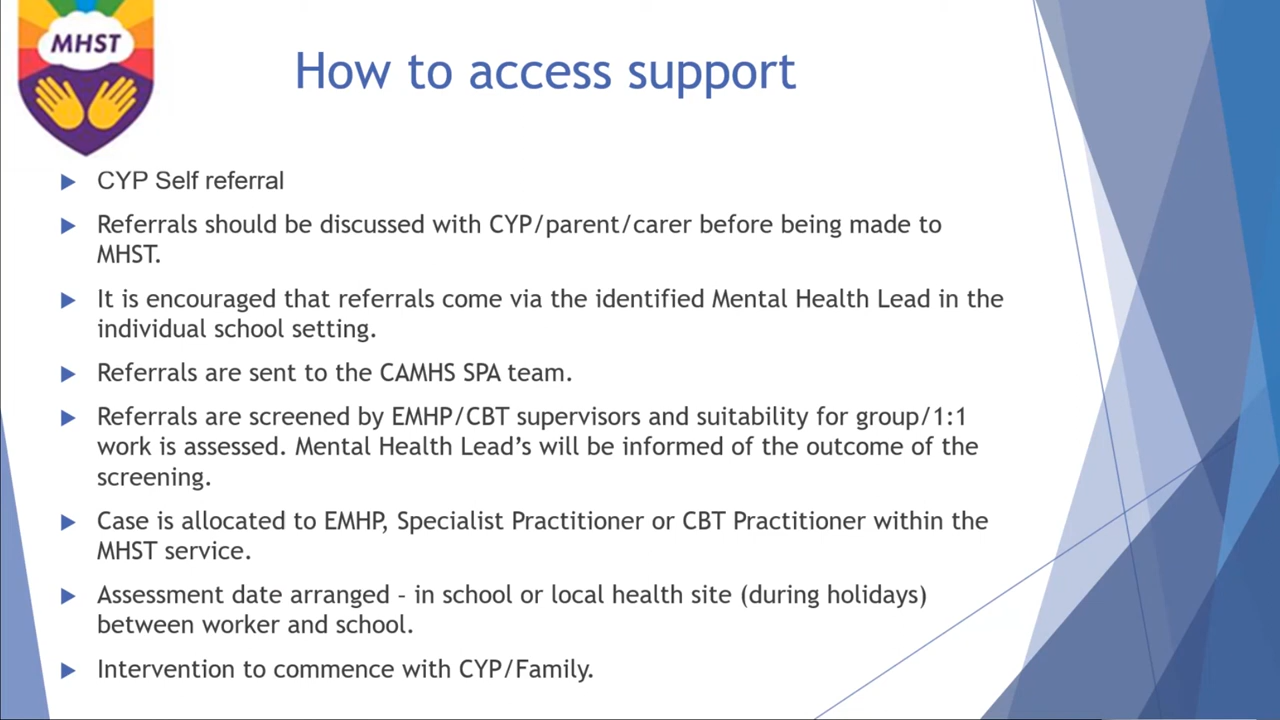 MHST
How to access support
CYP Self referral
Referrals should be discussed with CYP/parent/carer before being made to
MHST.
It is encouraged that referrals come via the identified Mental Health Lead in the
individual school setting.
Referrals are sent to the CAMHS SPA team.
Referrals are screened by EMHP/CBT supervisors and suitability for group/1:1
work is assessed. Mental Health Lead’s will be informed of the outcome of the
screening.
Case is allocated to EMHP, Specialist Practitioner or CBT Practitioner within the
MHST service.
Assessment date arranged – in school or local health site (during holidays)
between worker and school.
Intervention to commence with CYP/Family.